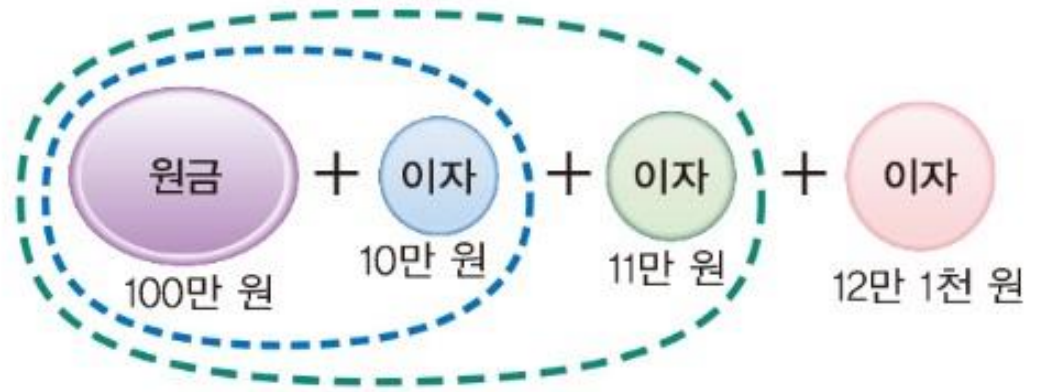 원금 + 이자 + 이자 + 이자
100만 원 10만 원 11만 원 12만 1천 원